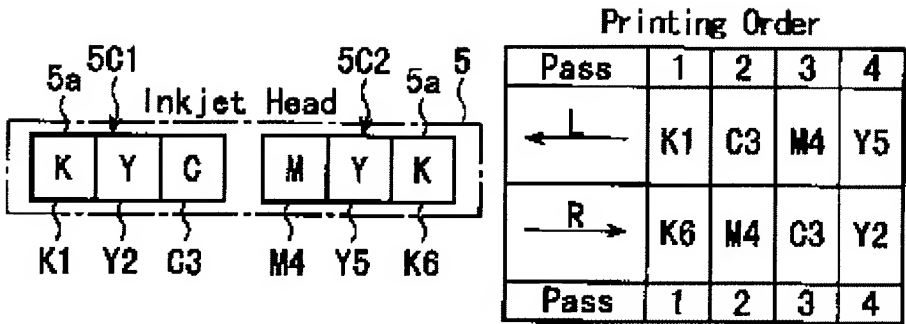 Printing Order
5a 5C1 5C2 5a 5
Inkjet Head
K Y C M Y K
K1 Y2 C3 M4 Y5 K6
Pass 1 2 3 4
L K1 C3 M4 Y5
R K6 M4 C3 Y2
Pass 1 2 3 4